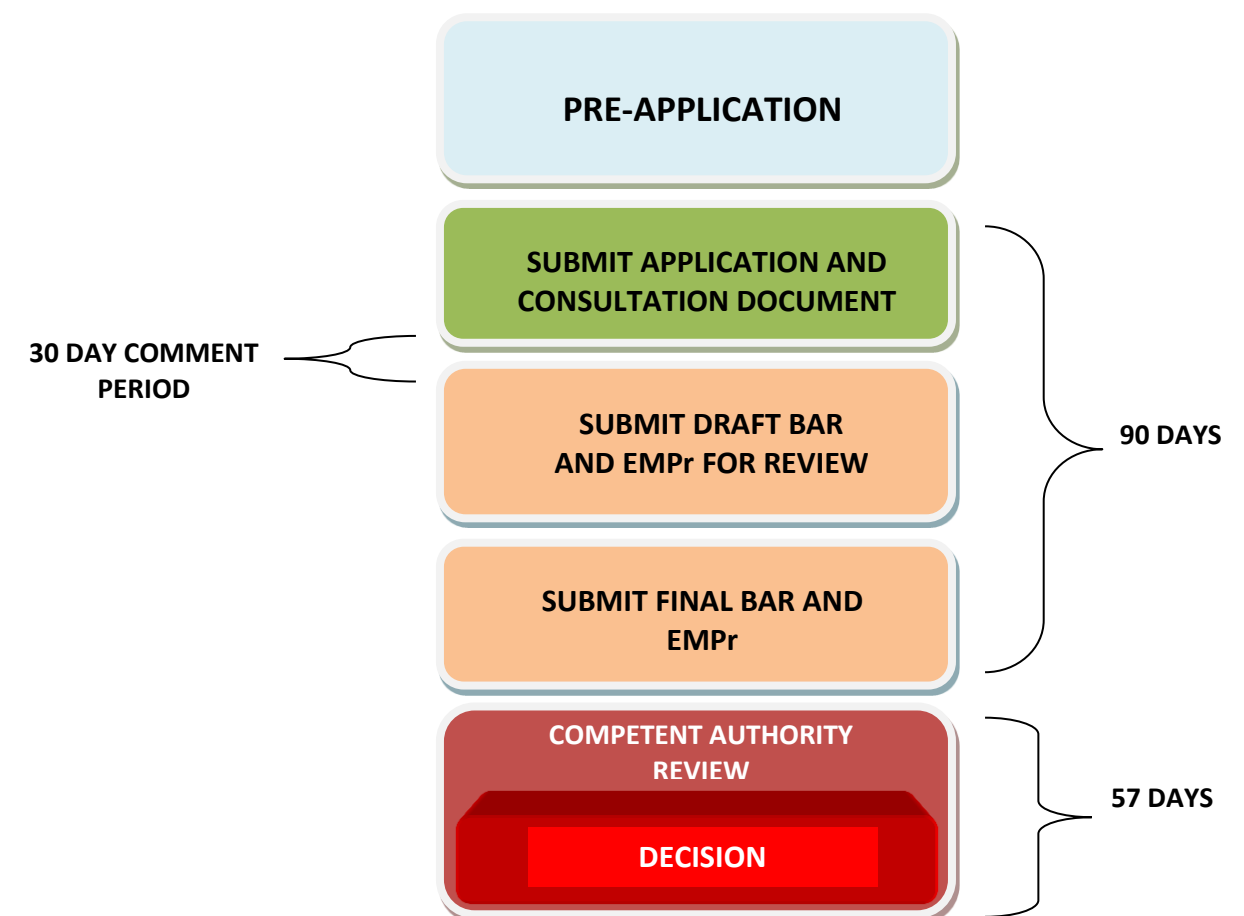 PRE-APPLICATION
SUBMIT APPLICATION AND
CONSULTATION DOCUMENT
30 DAY COMMENT
PERIOD
SUBMIT DRAFT BAR
AND EMPr FOR REVIEW
90 DAYS
SUBMIT FINAL BAR AND
EMPr
COMPETENT AUTHORITY
REVIEW
57 DAYS
DECISION